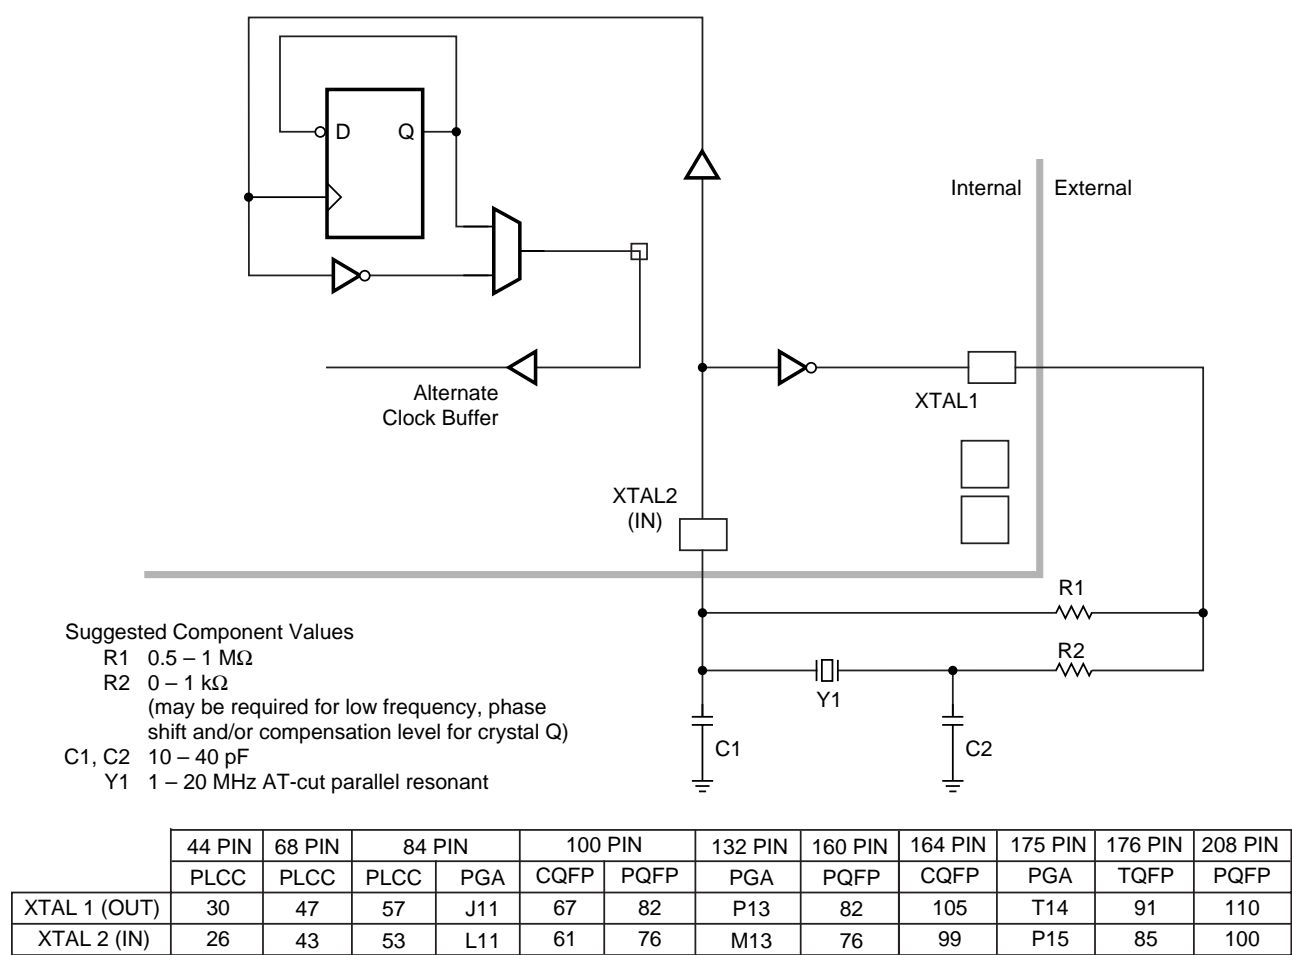 D Q
Internal External
Alternate
Clock Buffer
XTAL1
XTAL2
(IN)
R1
R2
Y1
C1
C2
Suggested Component Values
R1 0.5 – 1 MΩ
R2 0 – 1 kΩ
(may be required for low frequency, phase
shift and/or compensation level for crystal Q)
C1, C2 10 – 40 pF
Y1 1 – 20 MHz AT-cut parallel resonant
44 PIN 68 PIN 84 PIN 100 PIN 132 PIN 160 PIN 164 PIN 175 PIN 176 PIN 208 PIN
PLCC PLCC PLCC PGA CQFP PQFP PGA PQFP CQFP PGA TQFP PQFP
XTAL 1 (OUT) 30 47 57 J11 67 82 P13 82 105 T14 91 110
XTAL 2 (IN) 26 43 53 L11 61 76 M13 76 99 P15 85 100